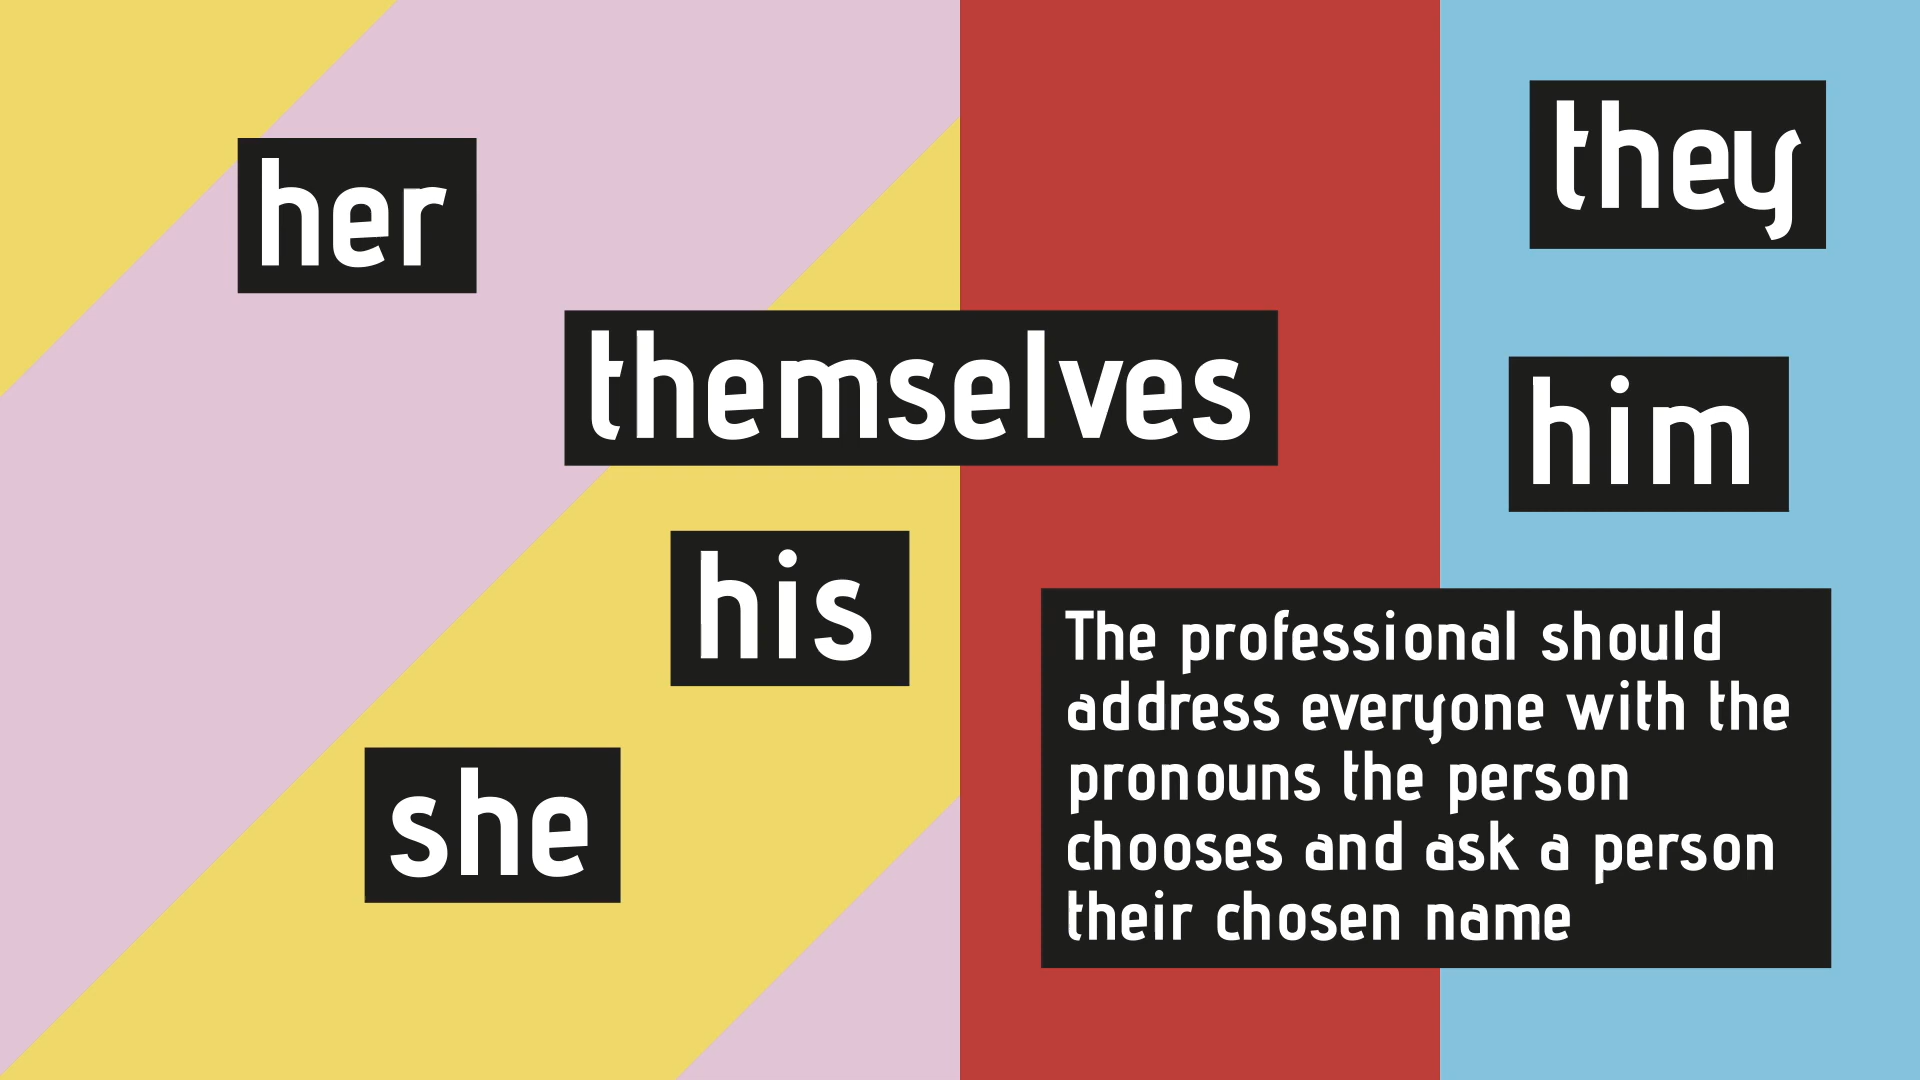 her
they
themselves
him
his
she
The professional should
address everyone with the
pronouns the person
chooses and ask a person
their chosen name